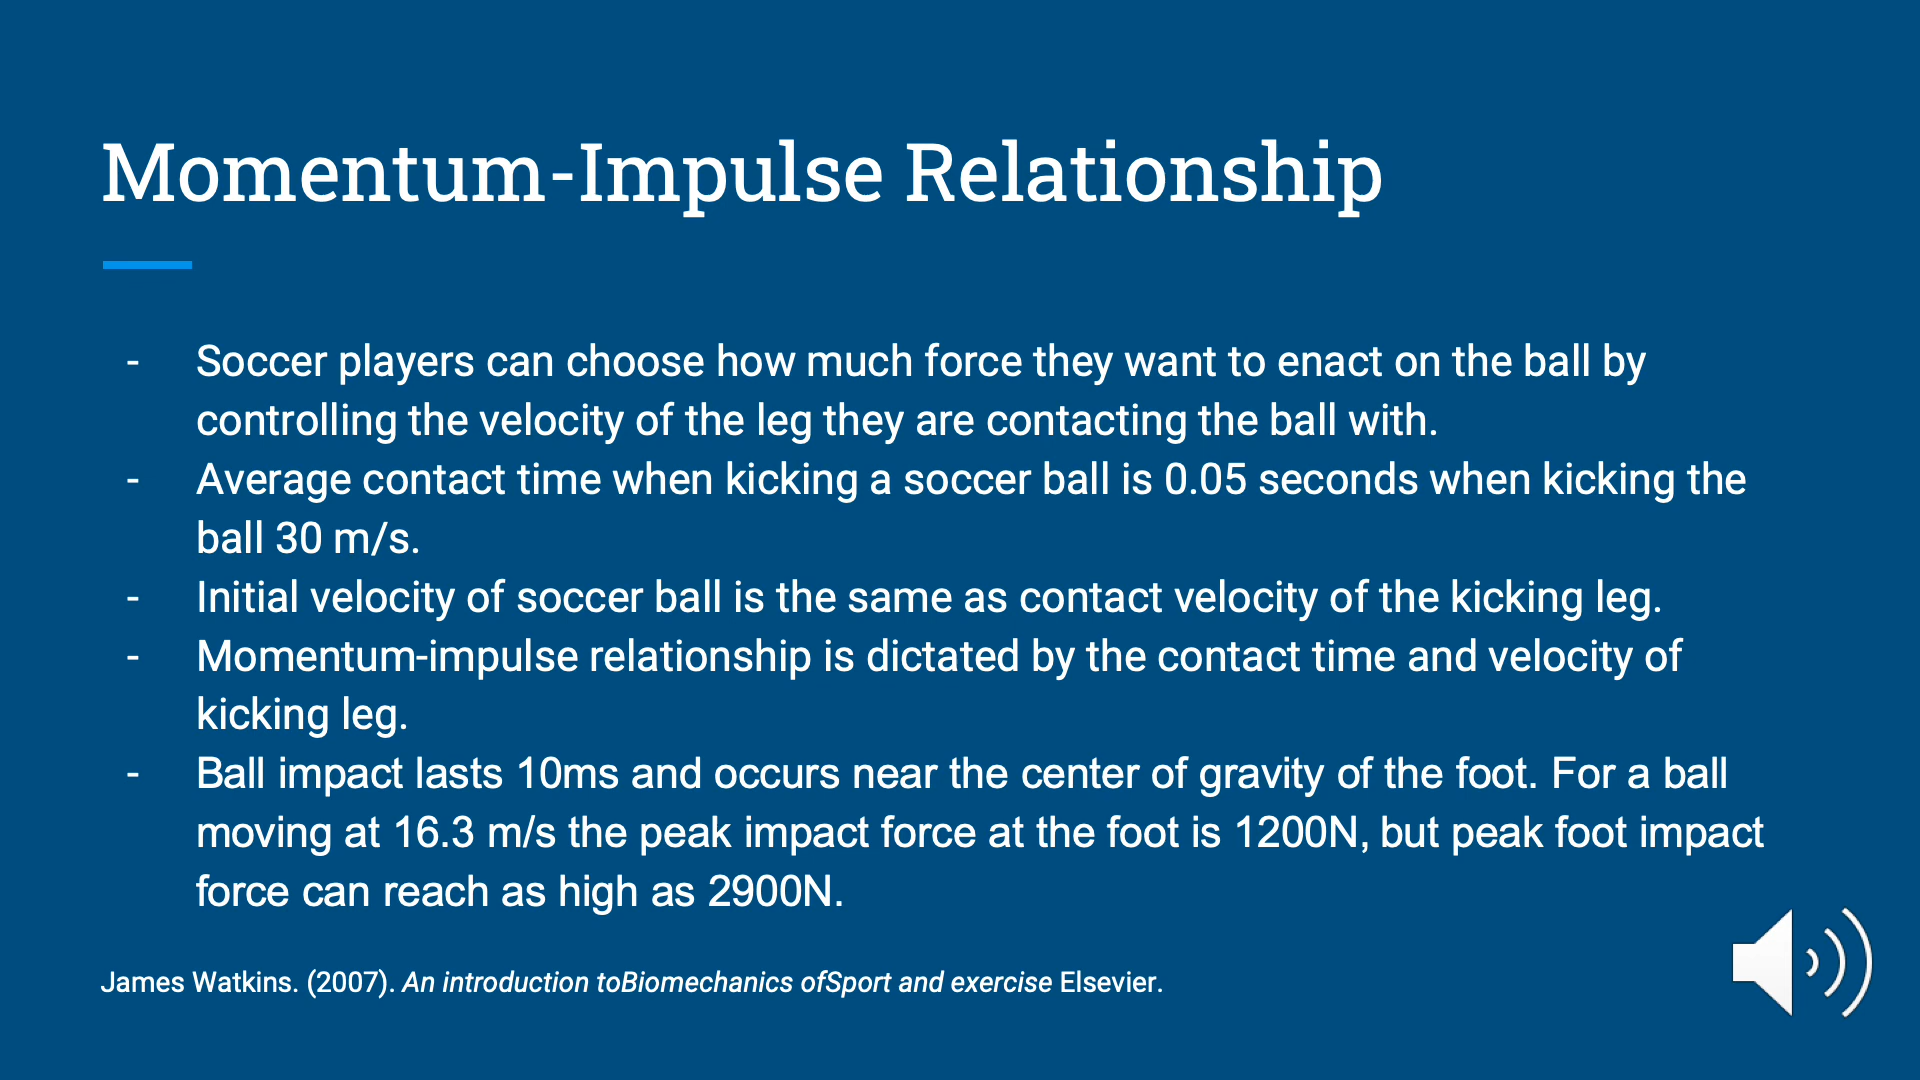 Momentum-Impulse Relationship
- Soccer players can choose how much force they want to enact on the ball by
controlling the velocity of the leg they are contacting the ball with.
- Average contact time when kicking a soccer ball is 0.05 seconds when kicking the
ball 30 m/s.
- Initial velocity of soccer ball is the same as contact velocity of the kicking leg.
- Momentum-impulse relationship is dictated by the contact time and velocity of
kicking leg.
- Ball impact lasts 10ms and occurs near the center of gravity of the foot. For a ball
moving at 16.3 m/s the peak impact force at the foot is 1200N, but peak foot impact
force can reach as high as 2900N.
James Watkins. (2007). An introduction toBiomechanics ofSport and exercise Elsevier.